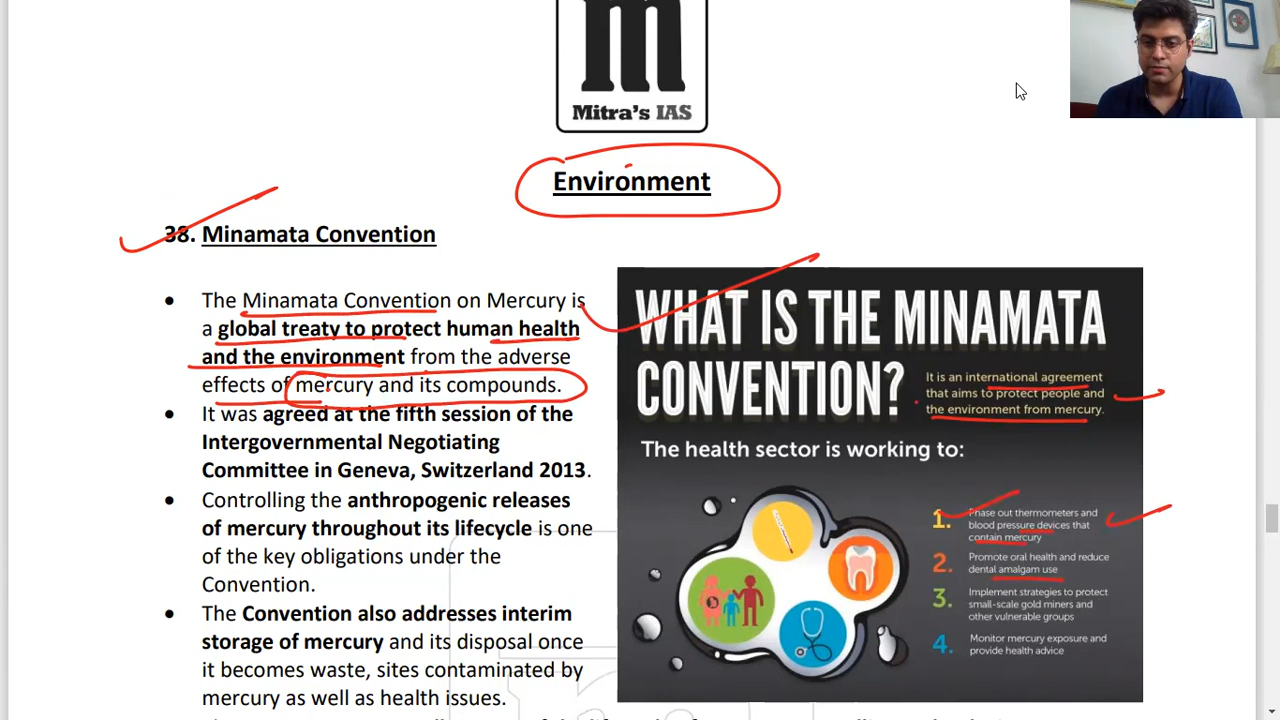 m
Mitra's IAS
Environment
38. Minamata Convention
• The Minamata Convention on Mercury is
a global treaty to protect human health
and the environment from the adverse
effects of mercury and its compounds.
• It was agreed at the fifth session of the
Intergovernmental Negotiating
Committee in Geneva, Switzerland 2013.
• Controlling the anthropogenic releases
of mercury throughout its lifecycle is one
of the key obligations under the
Convention.
• The Convention also addresses interim
storage of mercury and its disposal once
it becomes waste, sites contaminated by
mercury as well as health issues.
WHAT IS THE MINAMATA
CONVENTION?
It is an international agreement
that aims to protect people and
the environment from mercury.
The health sector is working to:
1. Phase out thermometers and
blood pressure devices that
contain mercury
2. Promote oral health and reduce
dental amalgam use
3. Implement strategies to protect
small-scale gold miners and
other vulnerable groups
4. Monitor mercury exposure and
provide health advice